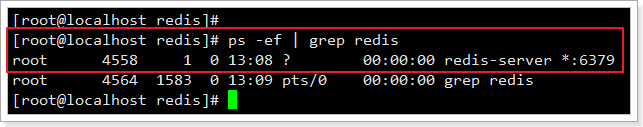 [root@localhost redis]#
[root@localhost redis]# ps -ef | grep redis
root       4558     1  0 13:08 ?        00:00:00 redis-server *:6379
root       4564  1583  0 13:09 pts/0    00:00:00 grep redis
[root@localhost redis]#